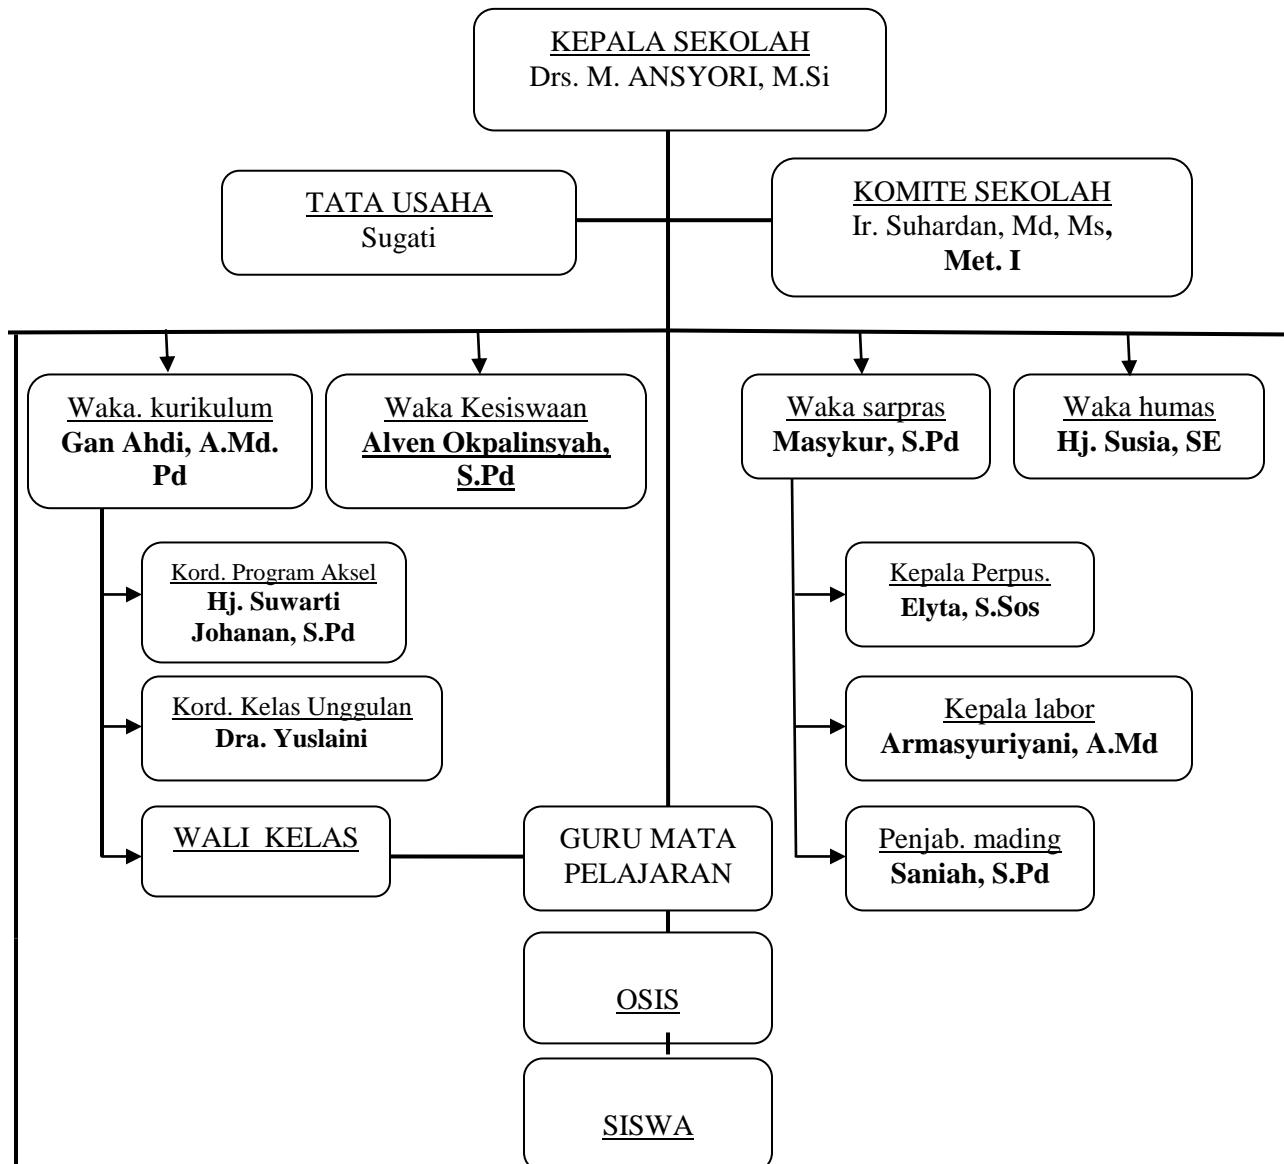 KEPALA SEKOLAH
Drs. M. ANSYORI, M.Si
TATA USAHA
Sugati
KOMITE SEKOLAH
Ir. Suhardan, Md, Ms,
Met. I
Waka. kurikulum
Gan Ahdi, A.Md.
Pd
Waka Kesiswaan
Alven Okpalinsyah,
S.Pd
Waka sarpras
Masykur, S.Pd
Waka humas
Hj. Susia, SE
Kord. Program Aksel
Hj. Suwarti
Johanan, S.Pd
Kepala Perpus.
Elyta, S.Sos
Kord. Kelas Unggulan
Dra. Yuslaini
Kepala labor
Armasyuriyani, A.Md
WALI KELAS
GURU MATA
PELAJARAN
Penjab. mading
Saniah, S.Pd
OSIS
SISWA